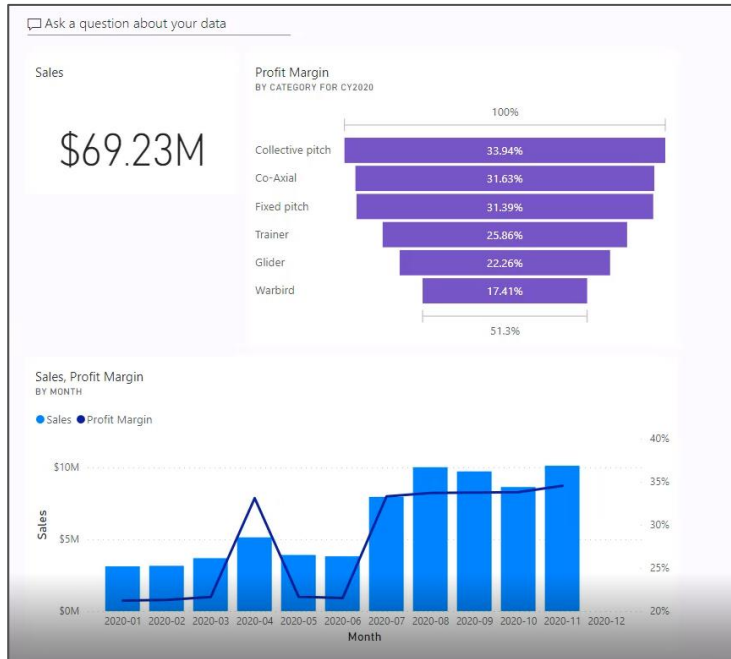 Ask a question about your data
Sales
$69.23M
Profit Margin
BY CATEGORY FOR CY2020
100%
Collective pitch 33.94%
Co-Axial 31.63%
Fixed pitch 31.39%
Trainer 25.86%
Glider 22.26%
Warbird 17.41%
51.3%
Sales, Profit Margin
BY MONTH
Sales Profit Margin
40%
$10M
35%
30%
$5M
25%
$0M
20%
Sales
2020-01 2020-02 2020-03 2020-04 2020-05 2020-06 2020-07 2020-08 2020-09 2020-10 2020-11 2020-12
Month